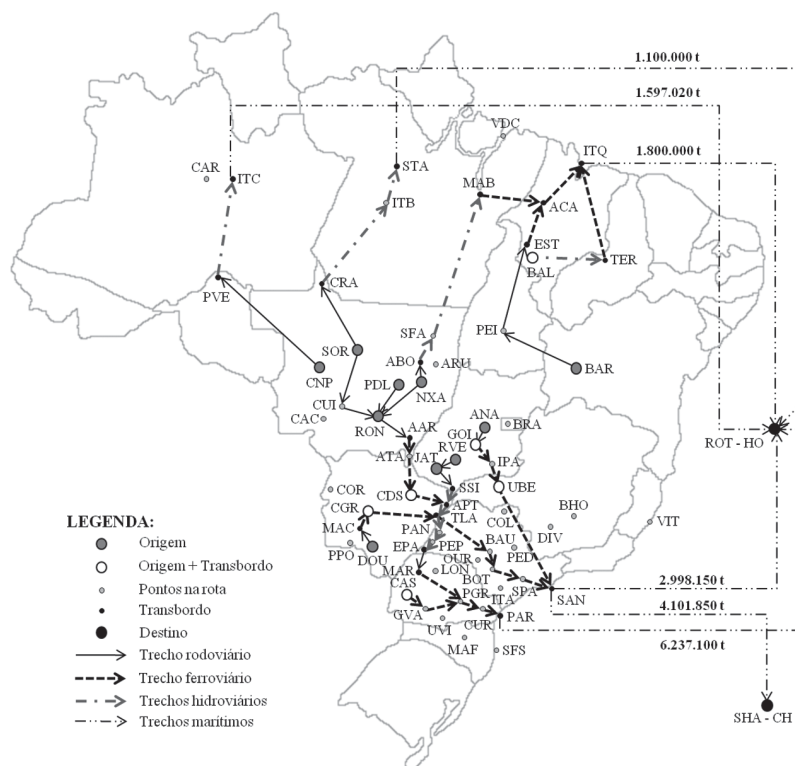 1.100.000 t
1.597.020 t
VDC
ITQ
1.800.000 t
CAR
ITC
STA
MAB
ITB
ACA
EST
BAL
TER
PVE
CRA
SFA
PEI
SOR
ABO
ARU
CNP
PDL
NXA
BAR
CUI
CAC
RON
AAR
ANA
GOI
BRA
ROT - HO
ATA
JAT
RVE
IPA
COR
CDS
SSI
UBE
LEGENDA:
CGR
APT
TLA
COL
BHO
VIT
Origem
MAC
PAN
DIV
Origem + Transbordo
PPO
DOU
EPA
PEP
BAU
PED
Pontos na rota
MAR
LON
OUR
BOT
SPA
SAN
2.998.150 t
Transbordo
CAS
PGR
ITA
4.101.850 t
Destino
GVA
CUR
PAR
Trecho rodoviário
UVI
6.237.100 t
Trecho ferroviário
MAF
SFS
Trechos hidroviários
Trechos marítimos
SHA - CH